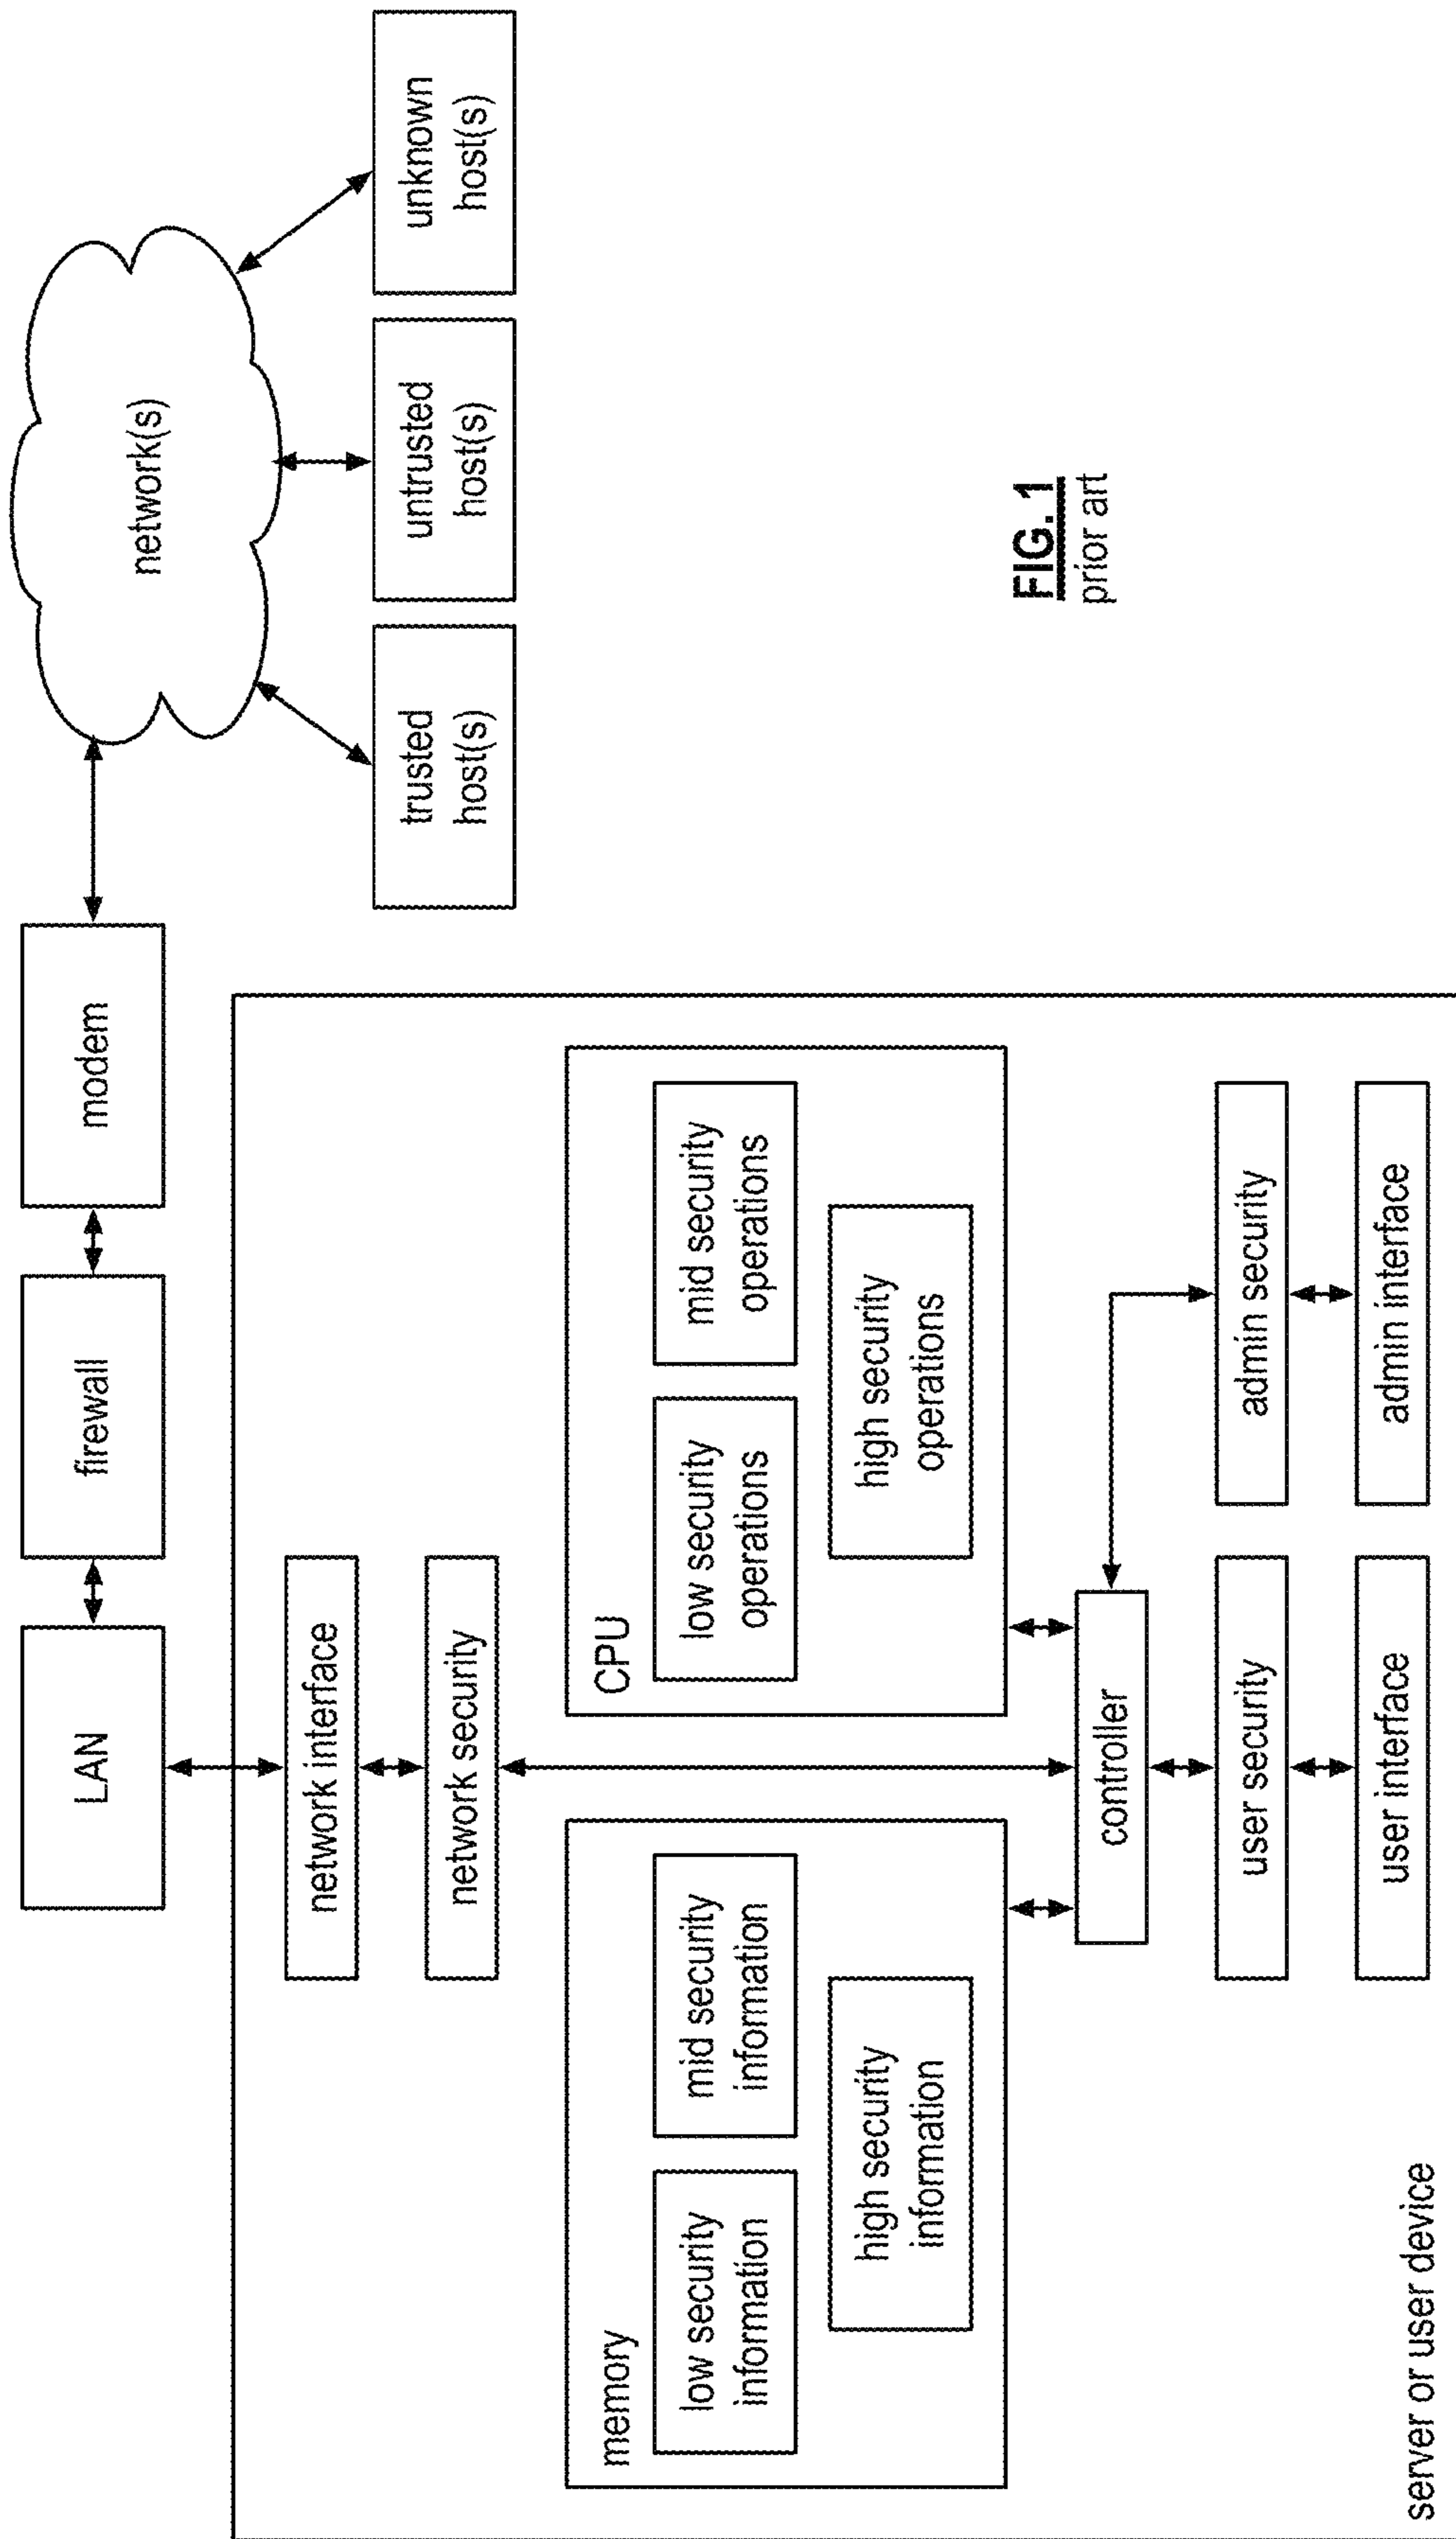 LAN
firewall
modem
network(s)
trusted
host(s)
untrusted
host(s)
unknown
host(s)
network interface
network security
memory
low security
information
mid security
information
high security
information
CPU
low security
operations
mid security
operations
high security
operations
controller
user security
admin security
user interface
admin interface
server or user device
FIG. 1
prior art